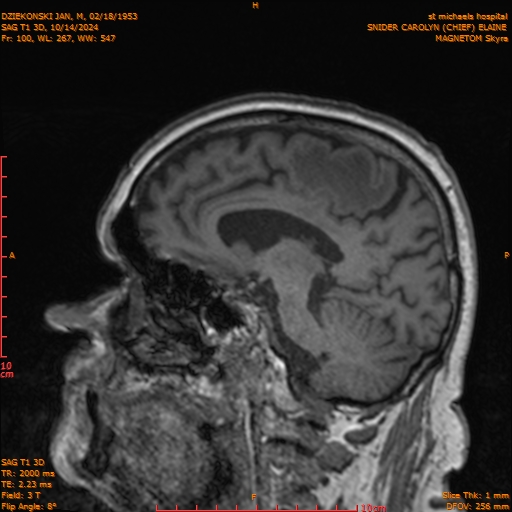 H
DZIEKONSKI JAN, M, 02/18/1953
SAG T1 3D, 10/14/2024
Fr: 100, WL: 267, WW: 547
st michaels hospital
SNIDER CAROLYN (CHIEF) ELAINE
MAGNETOM Skyra
A
P
10
cm
SAG T1 3D
TR: 2000 ms
TE: 2.23 ms
Field: 3 T
Flip Angle: 8°
F
10cm
Slice Thk: 1 mm
DFOV: 256 mm